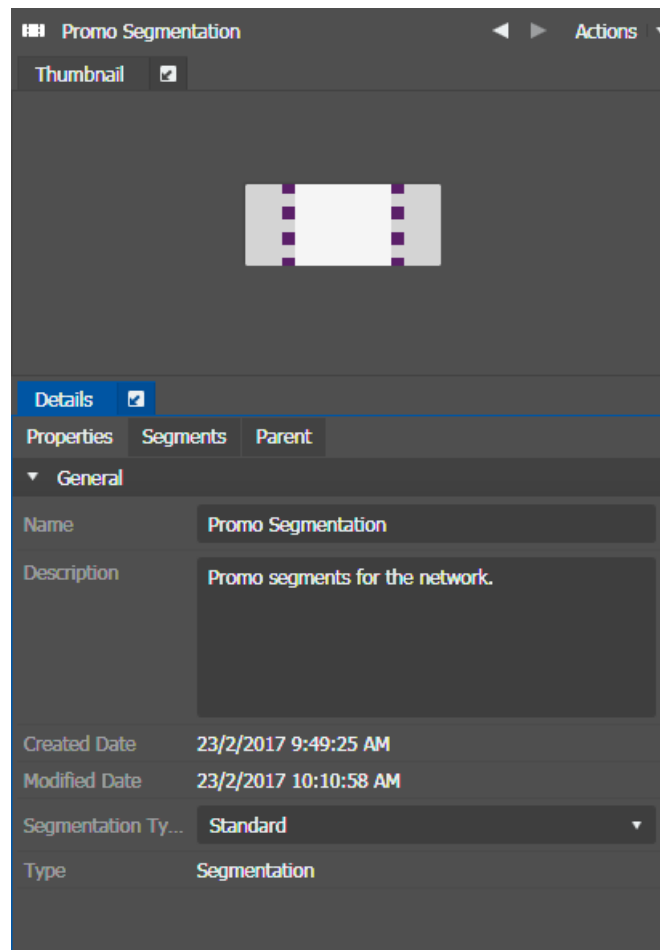 Promo Segmentation Actions
Thumbnail
Details
Properties Segments Parent
General
Name Promo Segmentation
Description Promo segments for the network.
Created Date 23/2/2017 9:49:25 AM
Modified Date 23/2/2017 10:10:58 AM
Segmentation Ty... Standard
Type Segmentation